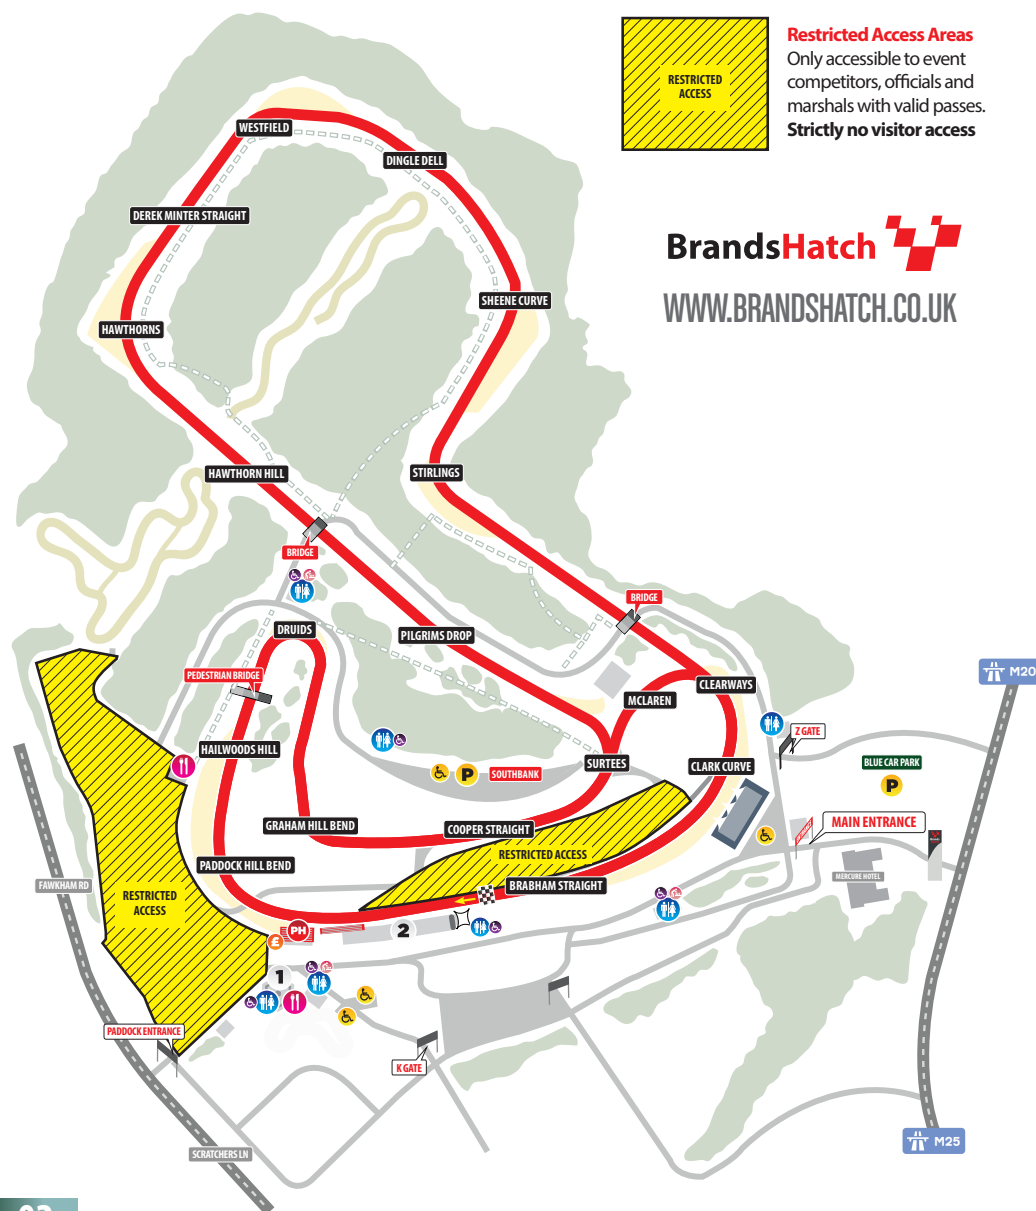 RESTRICTED
ACCESS
Restricted Access Areas
Only accessible to event
competitors, officials and
marshals with valid passes.
Strictly no visitor access
BrandsHatch
WWW.BRANDSHATCH.CO.UK
WESTFIELD
DINGLE DELL
DEREK MINTER STRAIGHT
SHEENE CURVE
HAWTHORNS
STIRLINGS
HAWTHORN HILL
BRIDGE
BRIDGE
DRUIDS
PILGRIMS DROP
PEDESTRIAN BRIDGE
CLEARWAYS
M20
MCLAREN
Z GATE
HAILWOODS HILL
SURTEES
CLARK CURVE
BLUE CAR PARK
P
P
SOUTHBANK
GRAHAM HILL BEND
COOPER STRAIGHT
MAIN ENTRANCE
RESTRICTED ACCESS
PADDOCK HILL BEND
BRABHAM STRAIGHT
MERCURE HOTEL
FAWKHAM RD
RESTRICTED
ACCESS
PH
£
2
1
PADDOCK ENTRANCE
K GATE
M25
SCRATCHERS LN